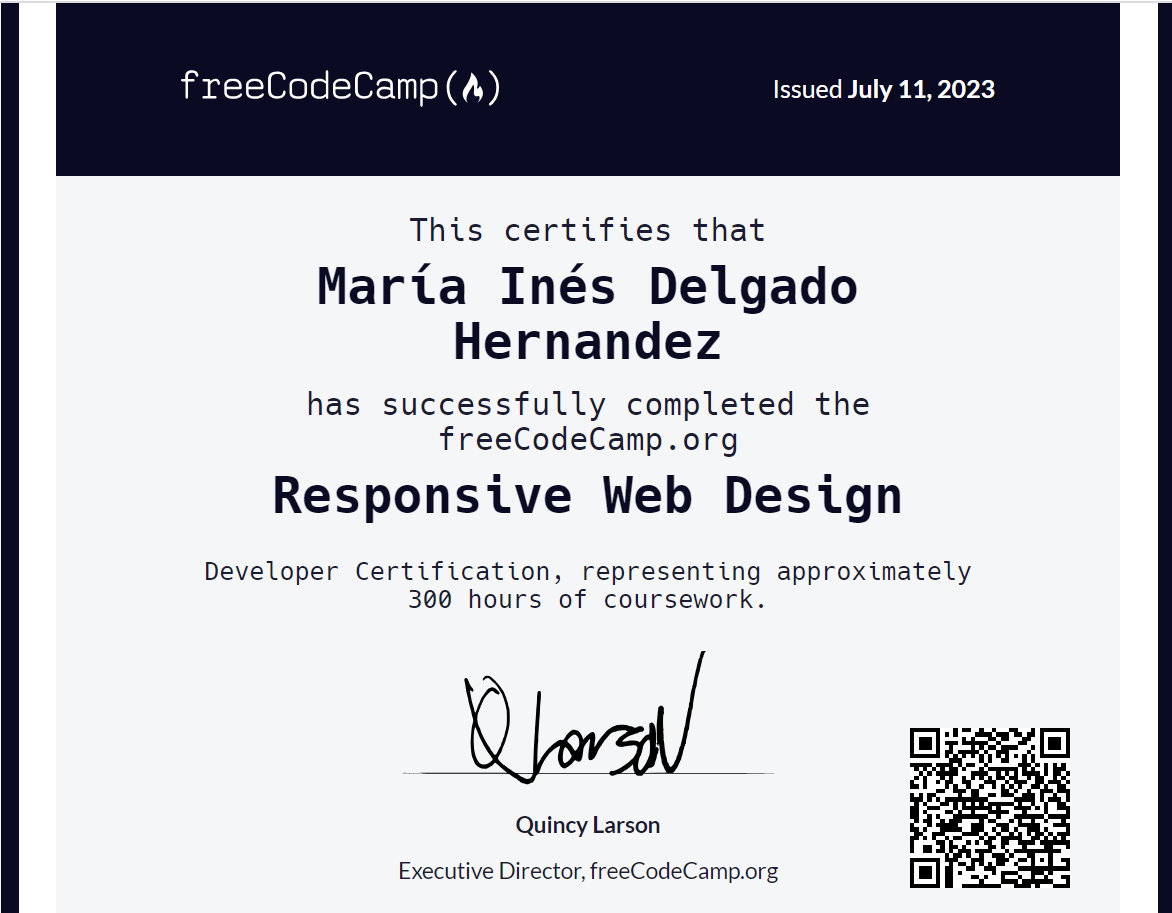 freeCodeCamp
Issued July 11, 2023
This certifies that
María Inés Delgado
Hernandez
has successfully completed the
freeCodeCamp.org
Responsive Web Design
Developer Certification, representing approximately
300 hours of coursework.
Q Larson
Quincy Larson
Executive Director, freeCodeCamp.org